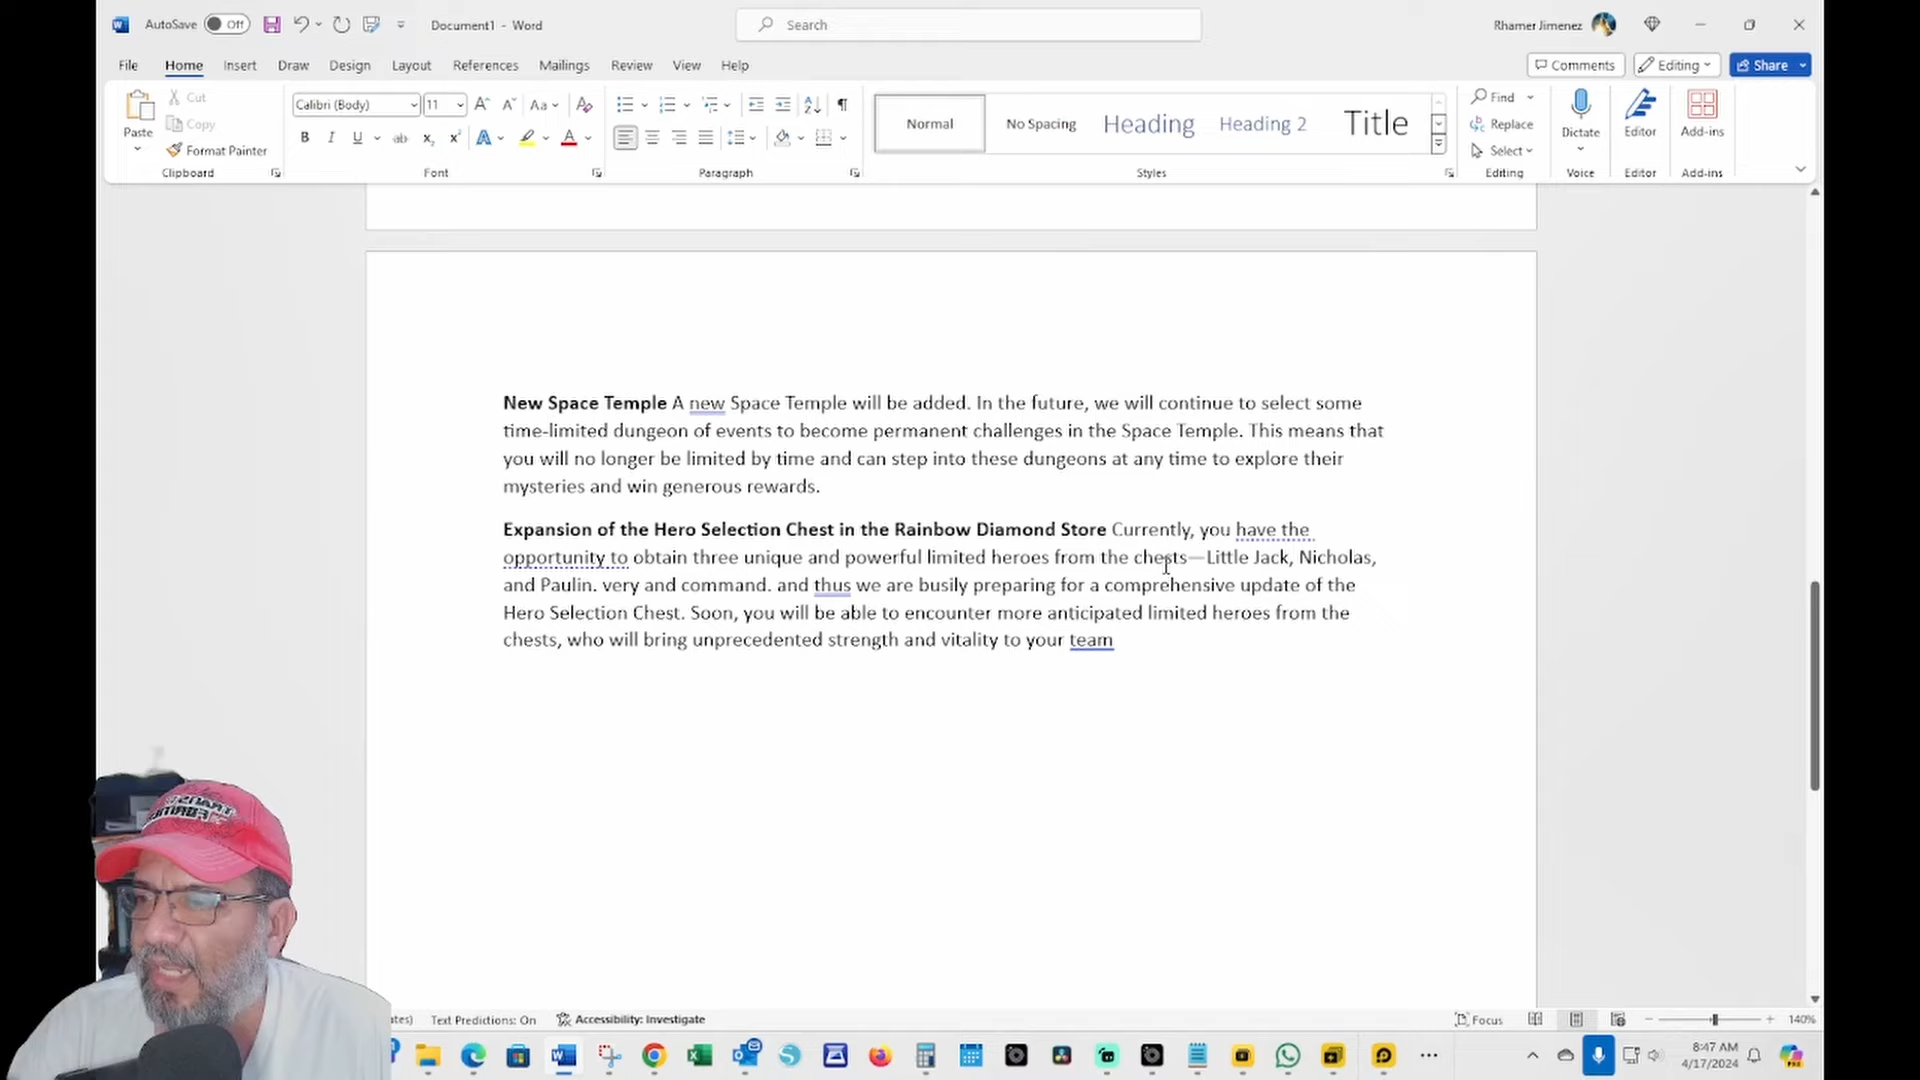 AutoSave Off Document1 - Word Search Rhamer Jimenez
File Home Insert Draw Design Layout References Mailings Review View Help Comments Editing Share
Paste Cut Copy Format Painter
Calibri (Body) 11
Normal No Spacing Heading Heading 2 Title
Find Replace Select Dictate Editor Add-ins
Clipboard Font Paragraph Styles Editing Voice Editor Add-ins
New Space Temple A new Space Temple will be added. In the future, we will continue to select some
time-limited dungeon of events to become permanent challenges in the Space Temple. This means that
you will no longer be limited by time and can step into these dungeons at any time to explore their
mysteries and win generous rewards.
Expansion of the Hero Selection Chest in the Rainbow Diamond Store Currently, you have the
opportunity to obtain three unique and powerful limited heroes from the chests—Little Jack, Nicholas,
and Paulin. very and command. and thus we are busily preparing for a comprehensive update of the
Hero Selection Chest. Soon, you will be able to encounter more anticipated limited heroes from the
chests, who will bring unprecedented strength and vitality to your team
Text Predictions: On Accessibility: Investigate Focus 140%
8:47 AM
4/17/2024